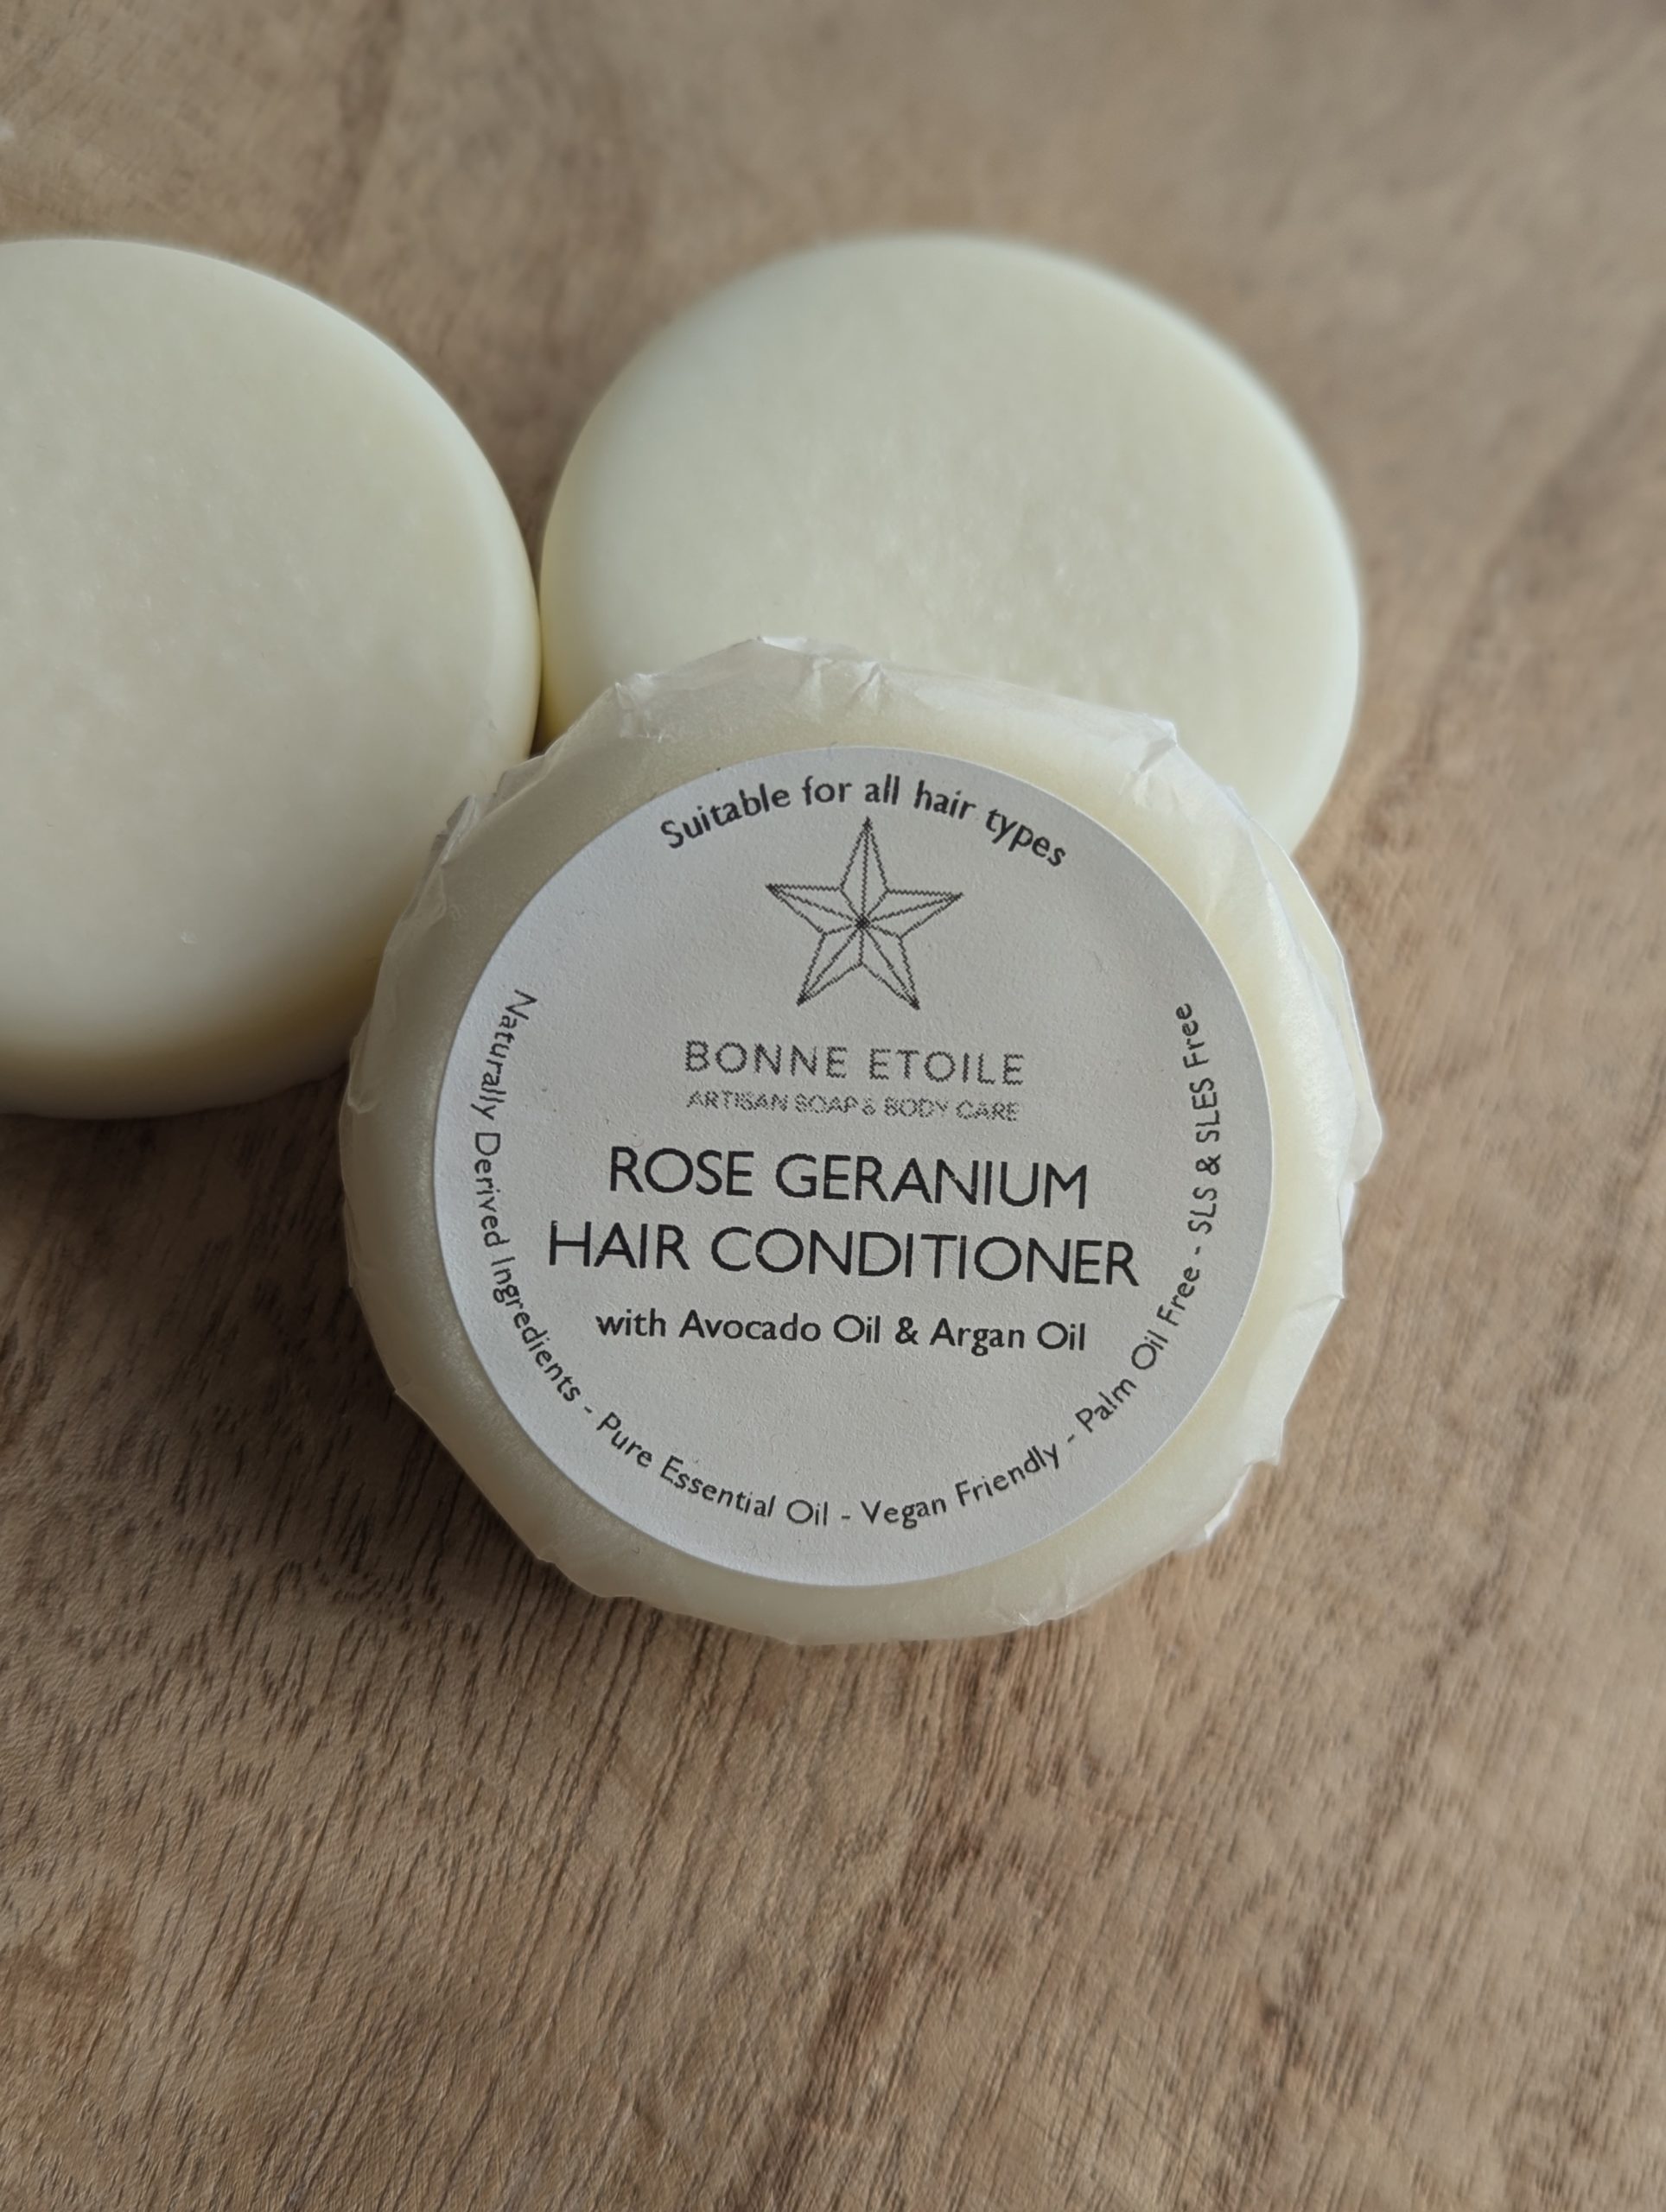 Suitable for all hair types
BONNE ETOILE
ARTISAN SOAP & BODY CARE
ROSE GERANIUM
HAIR CONDITIONER
with Avocado Oil & Argan Oil
Naturally Derived Ingredients - Pure Essential Oil - Vegan Friendly - Palm Oil Free - SLS & SLES Free